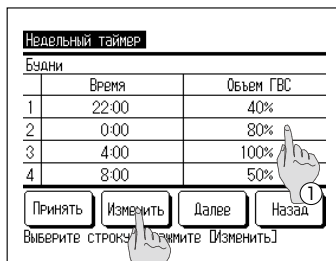 Недельный таймер
Будни
Время Объем ГВС
1 22:00 40%
2 0:00 80%
3 4:00 100%
4 8:00 50%
①
Принять Изменить Далее Назад
Выберите строку нажмите [Изменить]